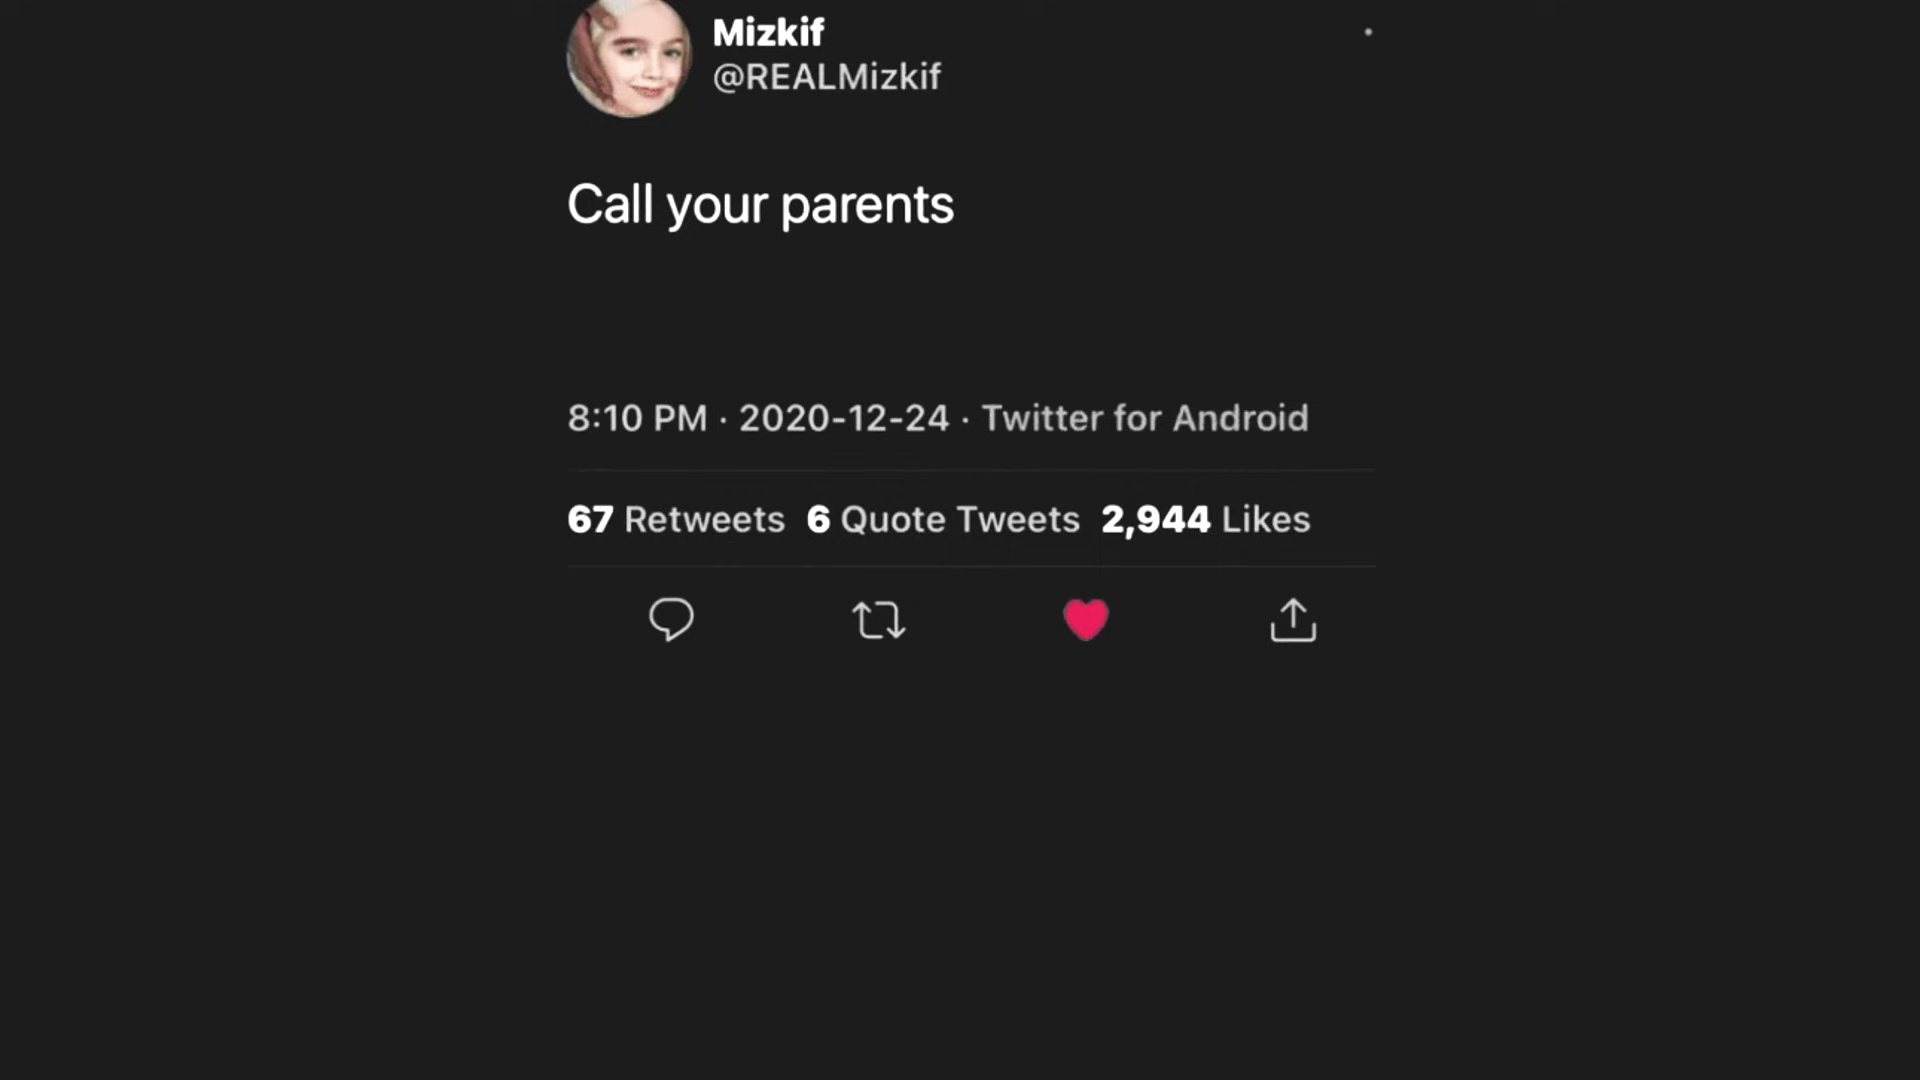 Mizkif
@REALMizkif
Call your parents
8:10 PM · 2020-12-24 · Twitter for Android
67 Retweets 6 Quote Tweets 2,944 Likes